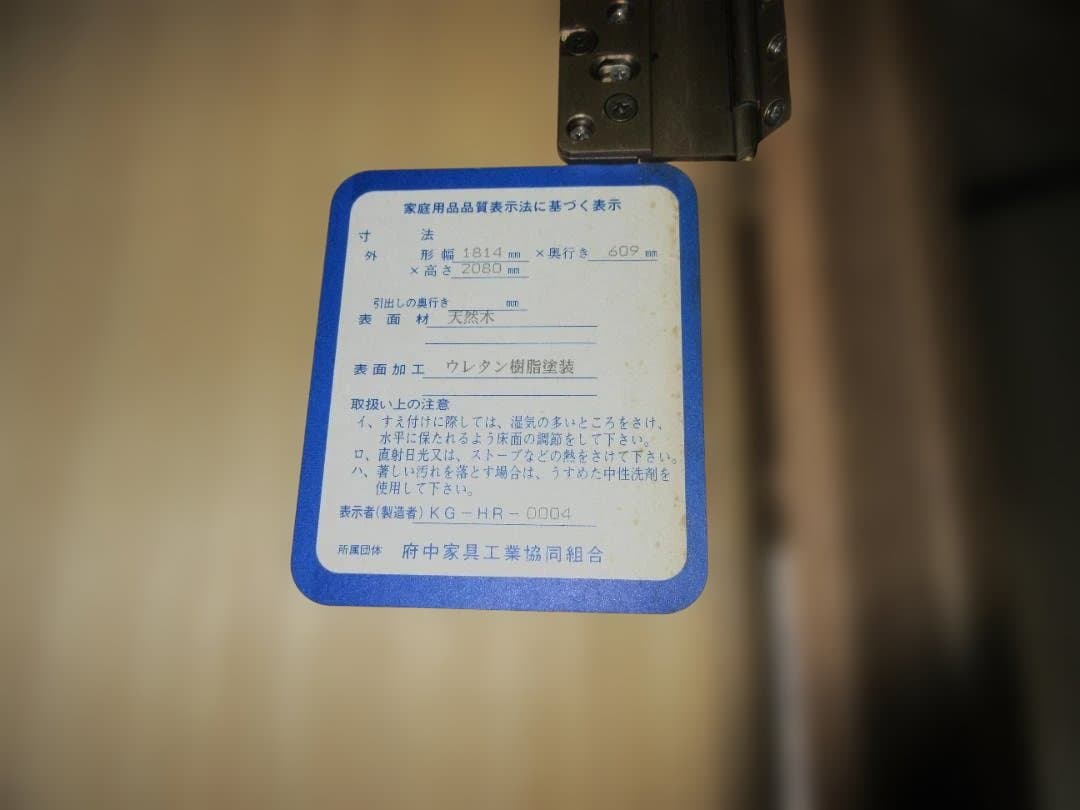 家庭用品品質表示法に基づく表示
寸法
外形幅 1814 mm ×奥行き 609 mm
×高さ 2080 mm
引出しの奥行き mm
表面材 天然木
表面加工 ウレタン樹脂塗装
取扱い上の注意
イ、すえ付けに際しては、湿気の多いところをさけ、
水平に保たれるよう床面の調節をして下さい。
ロ、直射日光又は、ストーブなどの熱をさけて下さい。
ハ、著しい汚れを落とす場合は、うすめた中性洗剤を
使用して下さい。
表示者(製造者) KG-HR-0004
所属団体 府中家具工業協同組合